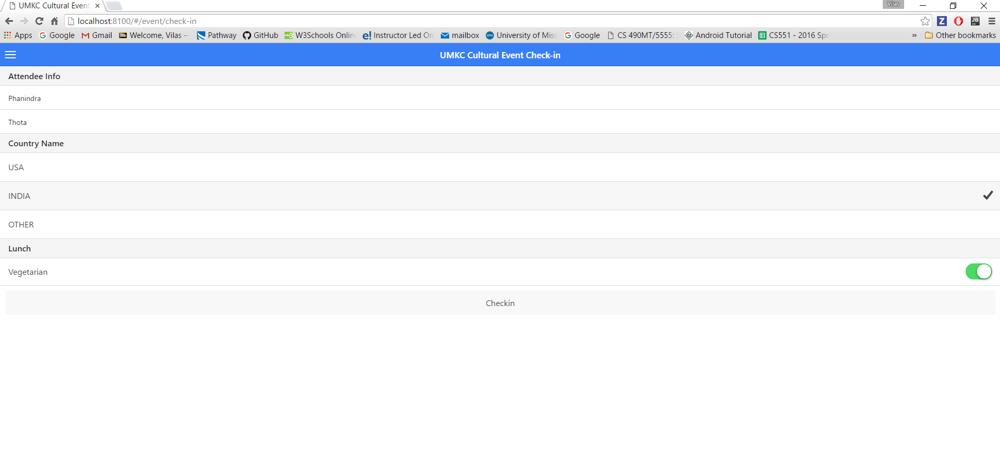 UMKC Cultural Event
Vilas
localhost:8100/#/event/check-in
Z
JB
Apps Google Gmail Bb Welcome, Vilas – Pathway GitHub W3Schools Onlin e! Instructor Led On mailbox University of Miss Google CS 490MT/5555: Android Tutorial CS551 - 2016 Spr » Other bookmarks
UMKC Cultural Event Check-in
Attendee Info
Phanindra
Thota
Country Name
USA
INDIA
OTHER
Lunch
Vegetarian
Checkin